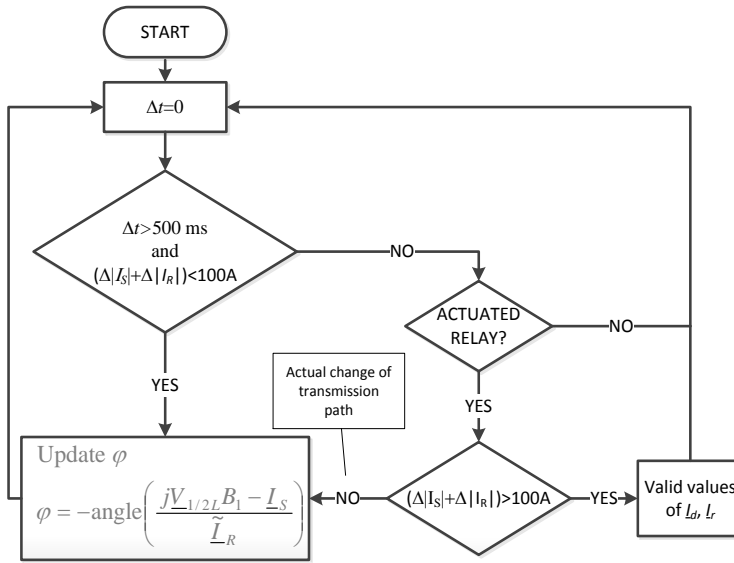 START
Δt=0
Δt>500 ms
and
(Δ|I_S|+Δ|I_R|)<100A
NO
ACTUATED
RELAY?
NO
YES
Actual change of
transmission
path
YES
Update φ
φ = −angle( (jV_1/2L B_1 − I_S) / Ĩ_R )
NO
(Δ|I_S|+Δ|I_R|)>100A
YES
Valid values
of I_d, I_r